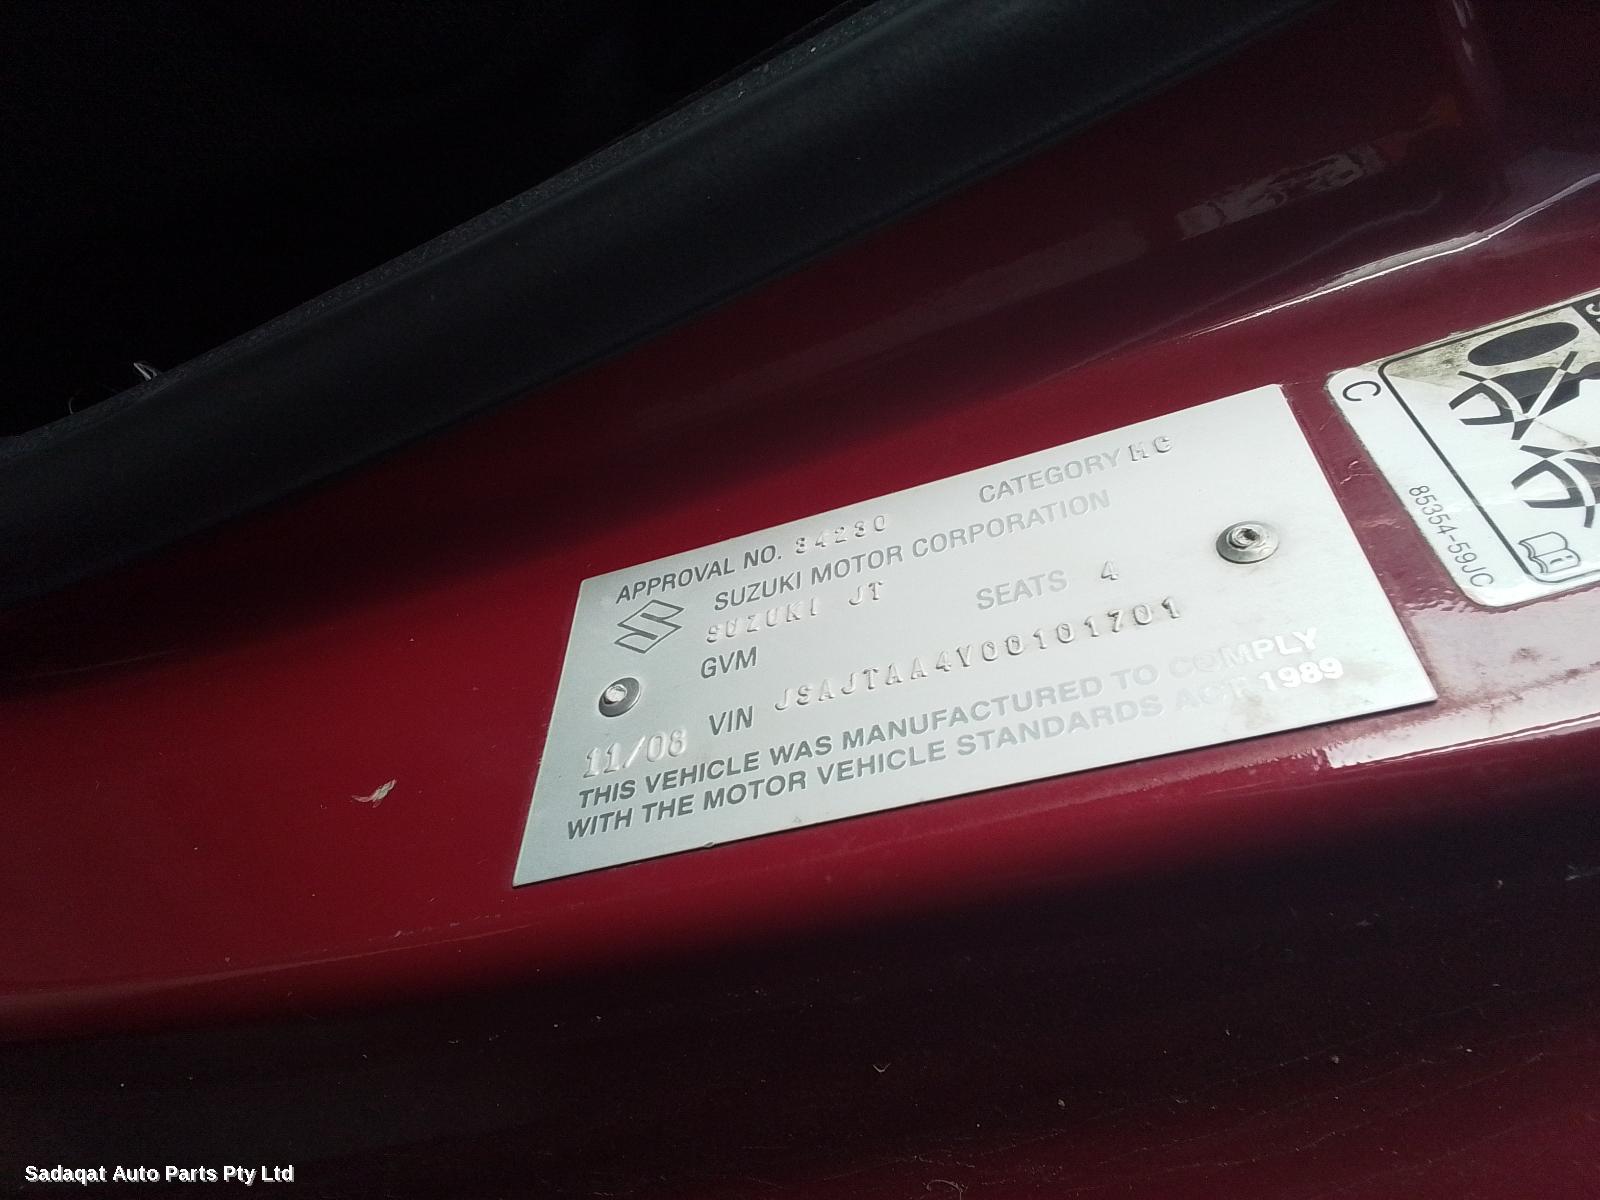 APPROVAL NO. 34230 CATEGORY MC
SUZUKI MOTOR CORPORATION
SUZUKI JT SEATS 4
GVM
11/08 VIN JSAJTAA4V00101701
THIS VEHICLE WAS MANUFACTURED TO COMPLY
WITH THE MOTOR VEHICLE STANDARDS ACT 1989
C
85354-59JC
Sadaqat Auto Parts Pty Ltd